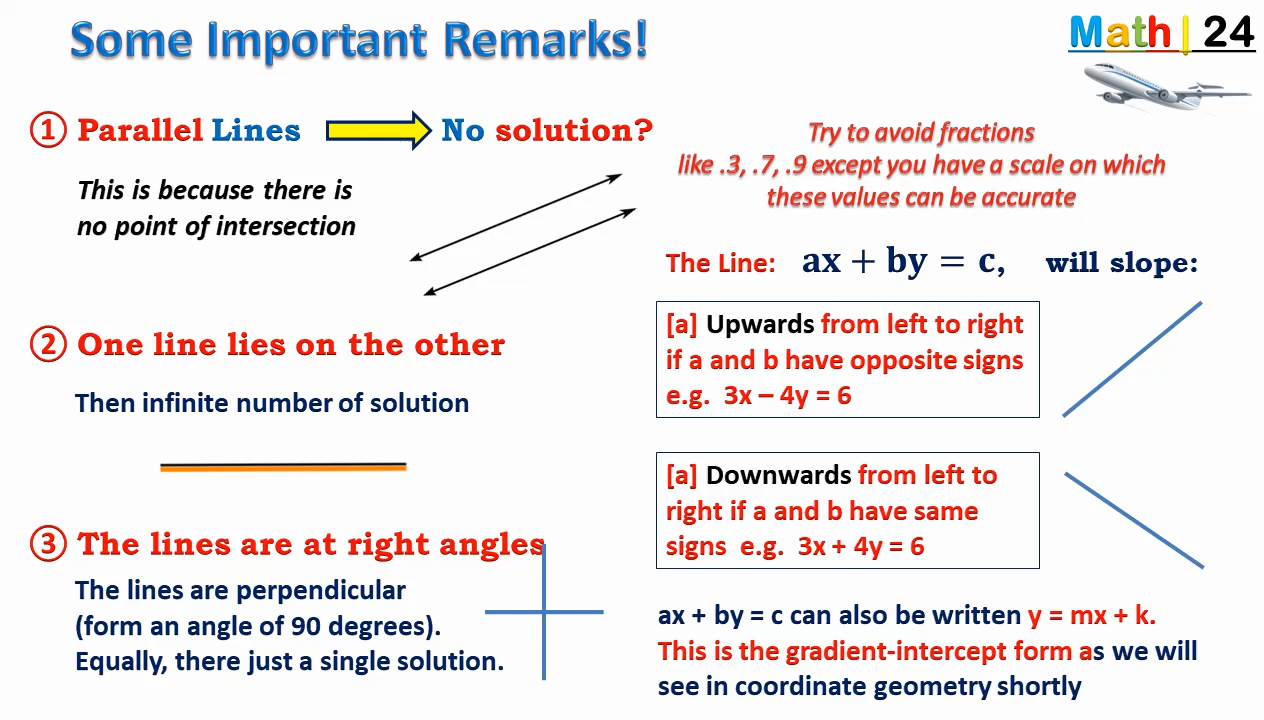 Some Important Remarks!
Math|24
① Parallel Lines No solution?
This is because there is
no point of intersection
② One line lies on the other
Then infinite number of solution
③ The lines are at right angles
The lines are perpendicular
(form an angle of 90 degrees).
Equally, there just a single solution.
Try to avoid fractions
like .3, .7, .9 except you have a scale on which
these values can be accurate
The Line: ax + by = c, will slope:
[a] Upwards from left to right
if a and b have opposite signs
e.g. 3x – 4y = 6
[a] Downwards from left to
right if a and b have same
signs e.g. 3x + 4y = 6
ax + by = c can also be written y = mx + k.
This is the gradient-intercept form as we will
see in coordinate geometry shortly